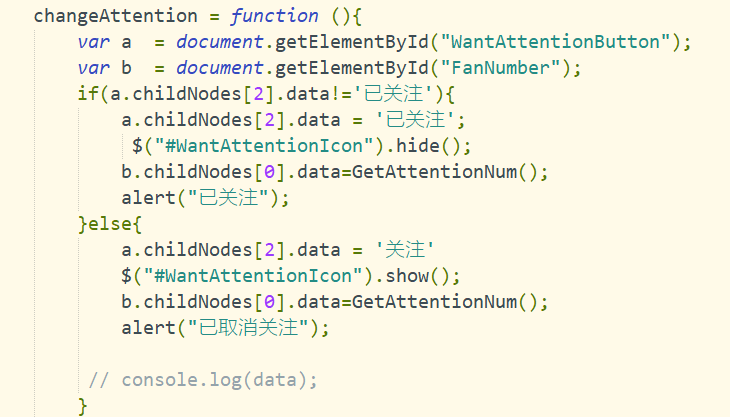 changeAttention = function (){
var a  = document.getElementById("WantAttentionButton");
var b  = document.getElementById("FanNumber");
if(a.childNodes[2].data!='已关注'){
a.childNodes[2].data = '已关注';
$("#WantAttentionIcon").hide();
b.childNodes[0].data=GetAttentionNum();
alert("已关注");
}else{
a.childNodes[2].data = '关注'
$("#WantAttentionIcon").show();
b.childNodes[0].data=GetAttentionNum();
alert("已取消关注");
// console.log(data);
}